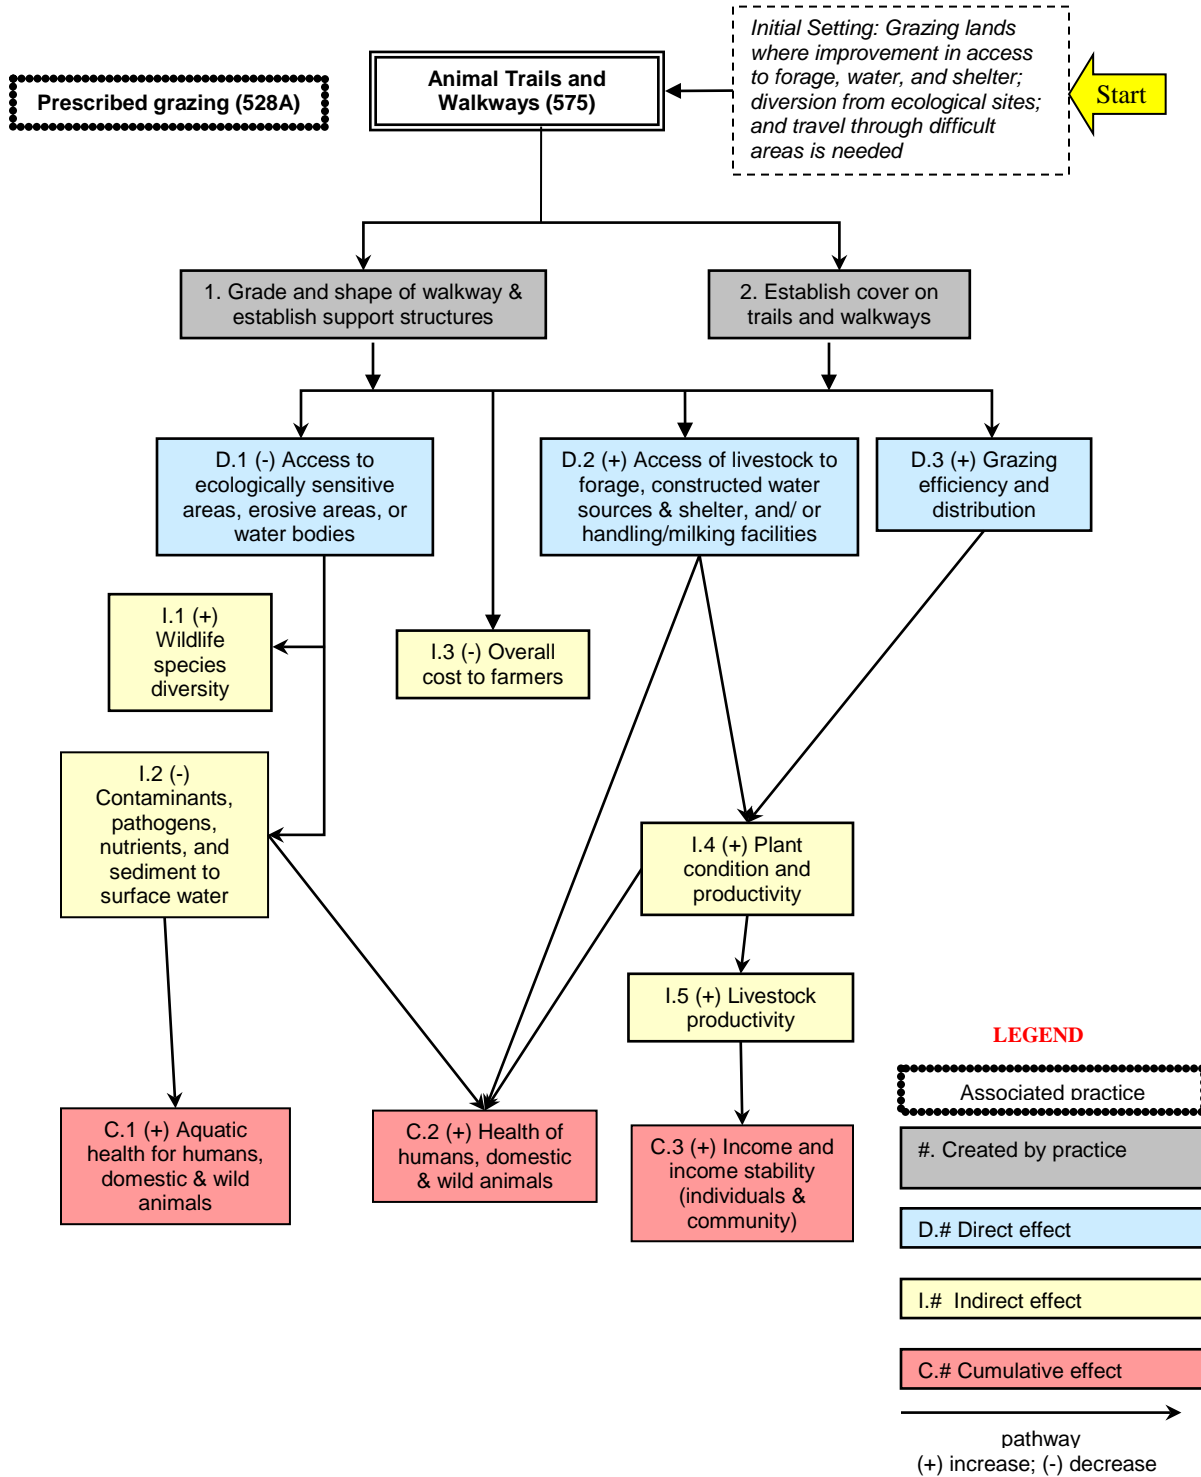 Initial Setting: Grazing lands
where improvement in access
to forage, water, and shelter;
diversion from ecological sites;
and travel through difficult
areas is needed
Start
Animal Trails and
Walkways (575)
Prescribed grazing (528A)
1. Grade and shape of walkway &
establish support structures
2. Establish cover on
trails and walkways
D.1 (-) Access to
ecologically sensitive
areas, erosive areas, or
water bodies
D.2 (+) Access of livestock to
forage, constructed water
sources & shelter, and/ or
handling/milking facilities
D.3 (+) Grazing
efficiency and
distribution
I.1 (+)
Wildlife
species
diversity
I.3 (-) Overall
cost to farmers
I.2 (-)
Contaminants,
pathogens,
nutrients, and
sediment to
surface water
I.4 (+) Plant
condition and
productivity
I.5 (+) Livestock
productivity
C.1 (+) Aquatic
health for humans,
domestic & wild
animals
C.2 (+) Health of
humans, domestic
& wild animals
C.3 (+) Income and
income stability
(individuals &
community)
LEGEND
Associated practice
#. Created by practice
D.# Direct effect
I.#  Indirect effect
C.# Cumulative effect
pathway
(+) increase; (-) decrease